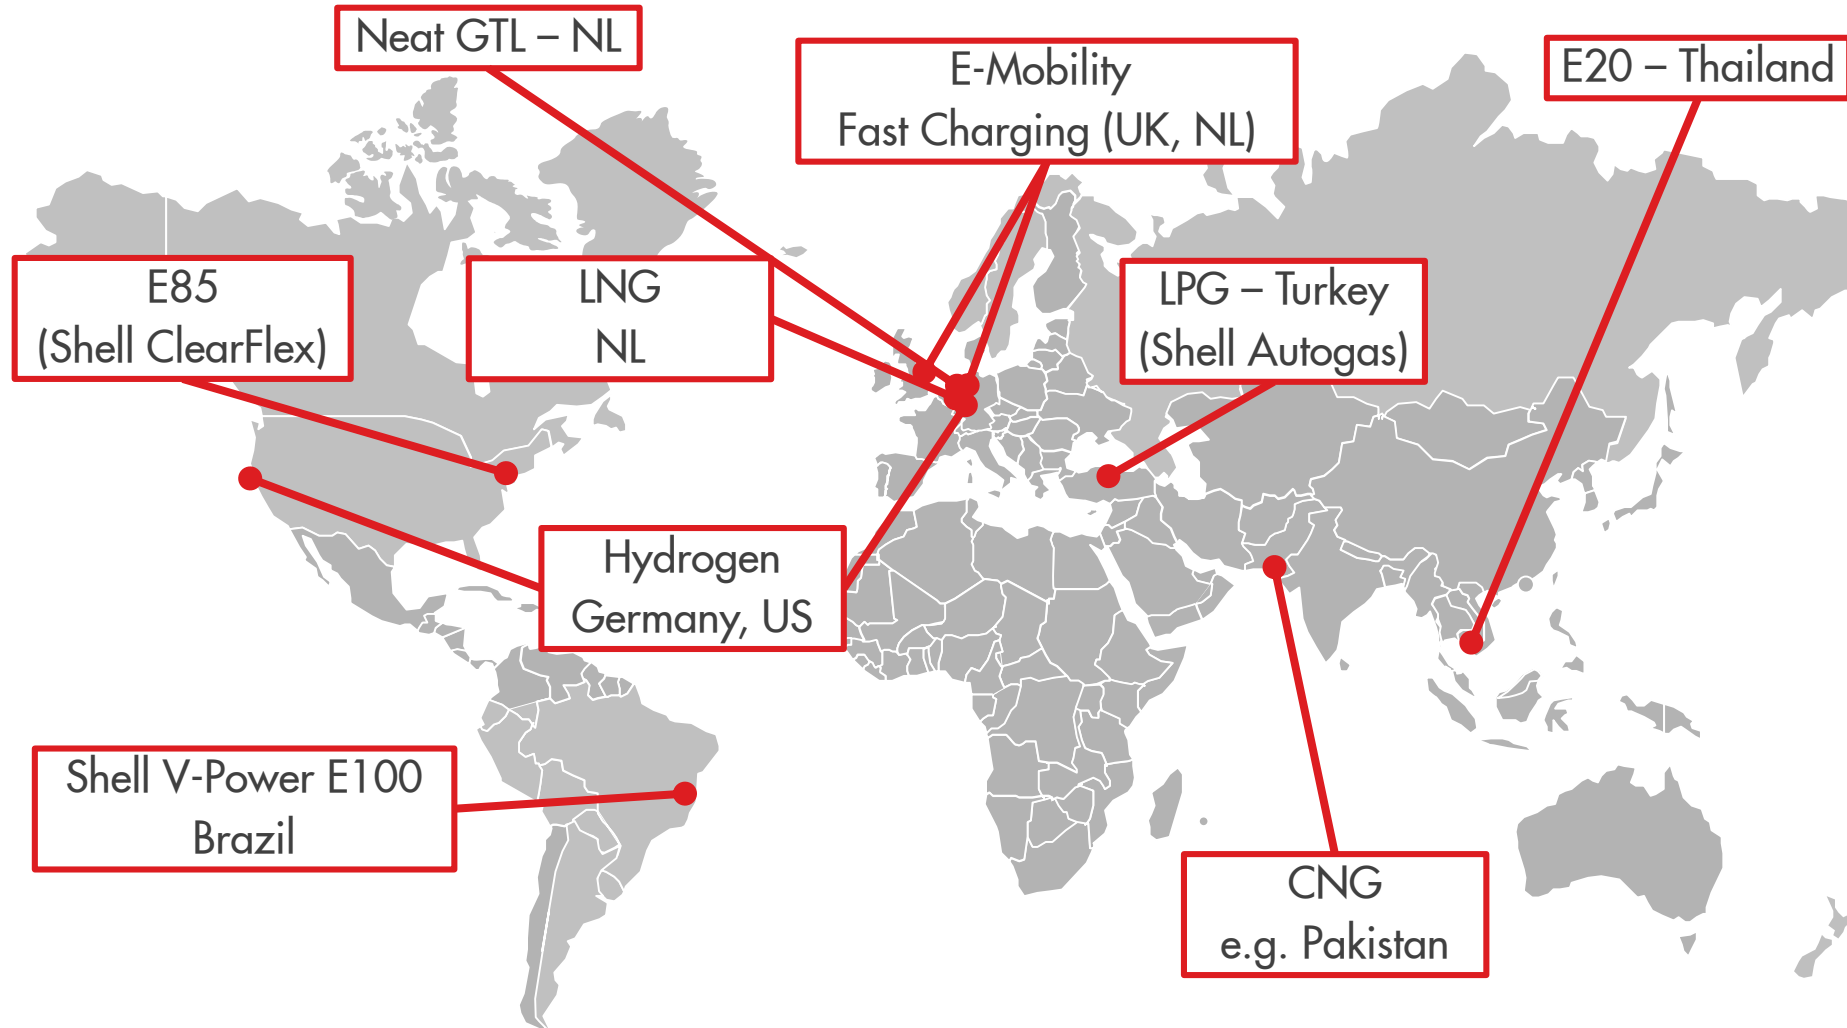 Neat GTL – NL
E-Mobility
Fast Charging (UK, NL)
E20 – Thailand
E85
(Shell ClearFlex)
LNG
NL
LPG – Turkey
(Shell Autogas)
Hydrogen
Germany, US
Shell V-Power E100
Brazil
CNG
e.g. Pakistan